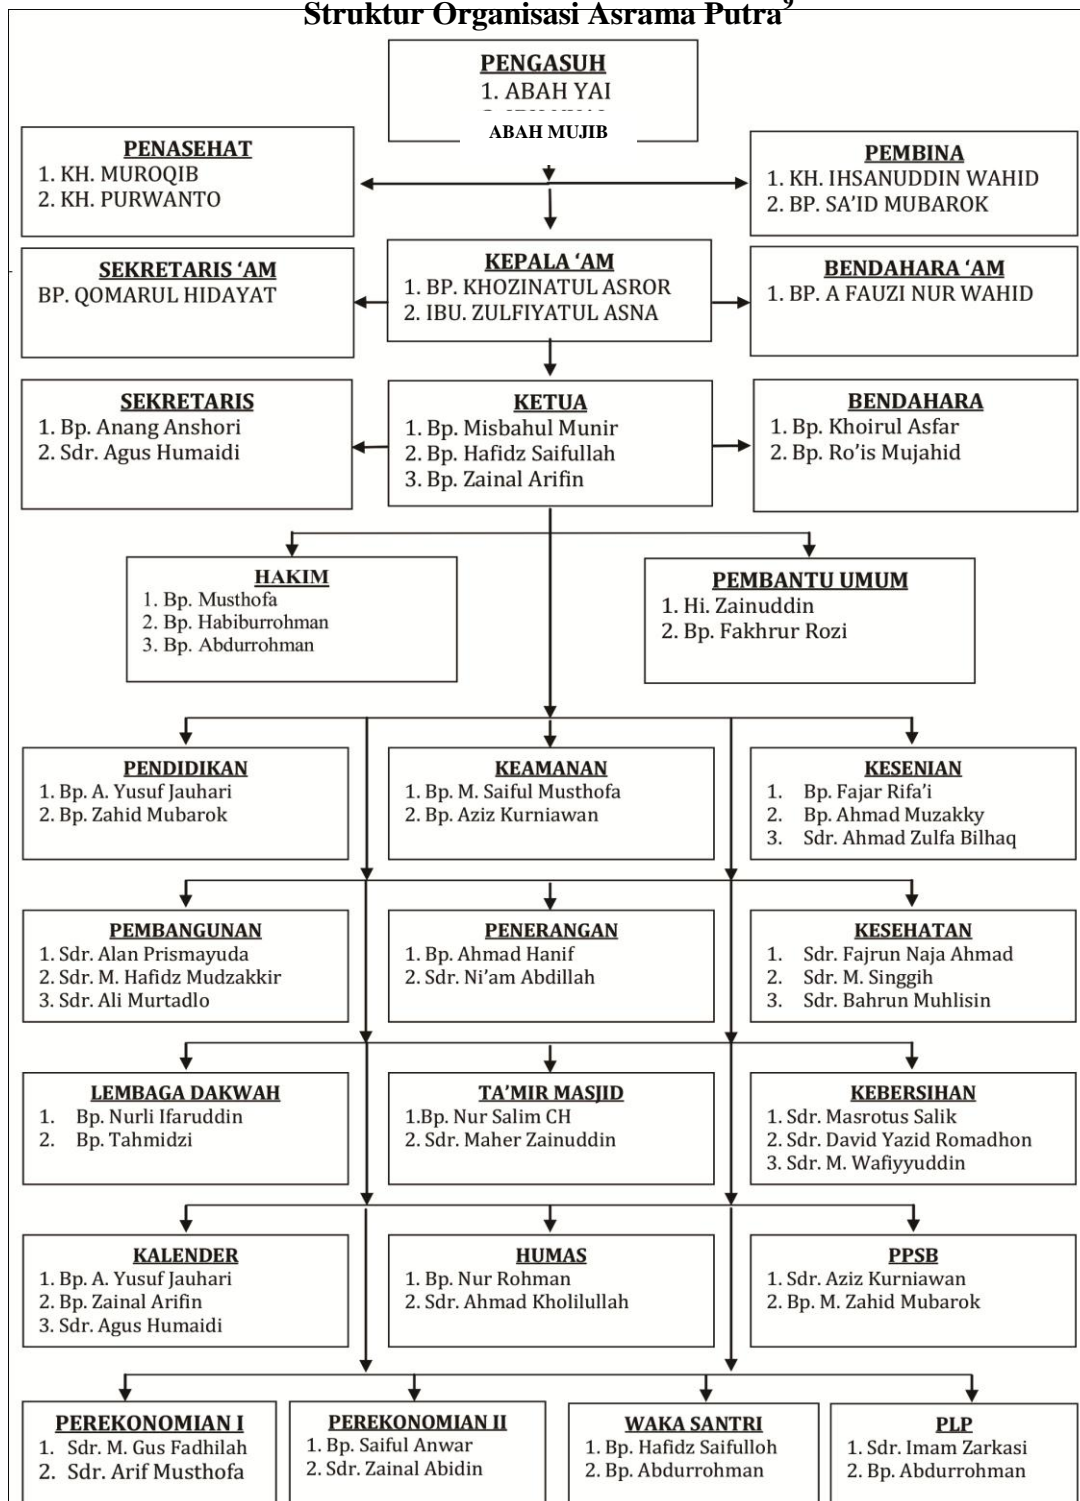 Struktur Organisasi Asrama Putra9
PENGASUH
1. ABAH YAI
ABAH MUJIB
PENASEHAT
1. KH. MUROQIB
2. KH. PURWANTO
PEMBINA
1. KH. IHSANUDDIN WAHID
2. BP. SA'ID MUBAROK
SEKRETARIS 'AM
BP. QOMARUL HIDAYAT
KEPALA 'AM
1. BP. KHOZINATUL ASROR
2. IBU. ZULFIYATUL ASNA
BENDAHARA 'AM
1. BP. A FAUZI NUR WAHID
SEKRETARIS
1. Bp. Anang Anshori
2. Sdr. Agus Humaidi
KETUA
1. Bp. Misbahul Munir
2. Bp. Hafidz Saifullah
3. Bp. Zainal Arifin
BENDAHARA
1. Bp. Khoirul Asfar
2. Bp. Ro'is Mujahid
HAKIM
1. Bp. Musthofa
2. Bp. Habiburrohman
3. Bp. Abdurrohman
PEMBANTU UMUM
1. Hi. Zainuddin
2. Bp. Fakhrur Rozi
PENDIDIKAN
1. Bp. A. Yusuf Jauhari
2. Bp. Zahid Mubarok
KEAMANAN
1. Bp. M. Saiful Musthofa
2. Bp. Aziz Kurniawan
KESENIAN
1. Bp. Fajar Rifa'i
2. Bp. Ahmad Muzakky
3. Sdr. Ahmad Zulfa Bilhaq
PEMBANGUNAN
1. Sdr. Alan Prismayuda
2. Sdr. M. Hafidz Mudzakkir
3. Sdr. Ali Murtadlo
PENERANGAN
1. Bp. Ahmad Hanif
2. Sdr. Ni'am Abdillah
KESEHATAN
1. Sdr. Fajrun Naja Ahmad
2. Sdr. M. Singgih
3. Sdr. Bahrun Muhlisin
LEMBAGA DAKWAH
1. Bp. Nurli Ifaruddin
2. Bp. Tahmidzi
TA'MIR MASJID
1.Bp. Nur Salim CH
2. Sdr. Maher Zainuddin
KEBERSIHAN
1. Sdr. Masrotus Salik
2. Sdr. David Yazid Romadhon
3. Sdr. M. Wafiyyuddin
KALENDER
1. Bp. A. Yusuf Jauhari
2. Bp. Zainal Arifin
3. Sdr. Agus Humaidi
HUMAS
1. Bp. Nur Rohman
2. Sdr. Ahmad Kholilullah
PPSB
1. Sdr. Aziz Kurniawan
2. Bp. M. Zahid Mubarok
PEREKONOMIAN I
1. Sdr. M. Gus Fadhilah
2. Sdr. Arif Musthofa
PEREKONOMIAN II
1. Bp. Saiful Anwar
2. Sdr. Zainal Abidin
WAKA SANTRI
1. Bp. Hafidz Saifulloh
2. Bp. Abdurrohman
PLP
1. Sdr. Imam Zarkasi
2. Bp. Abdurrohman